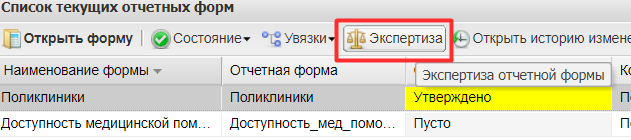 Список текущих отчетных форм
Открыть форму Состояние Увязки Экспертиза Открыть историю измене
Наименование формы Отчетная форма
Экспертиза отчетной формы
Поликлиники Поликлиники Утверждено
Доступность медицинской пом... Доступность_мед_помо... Пусто